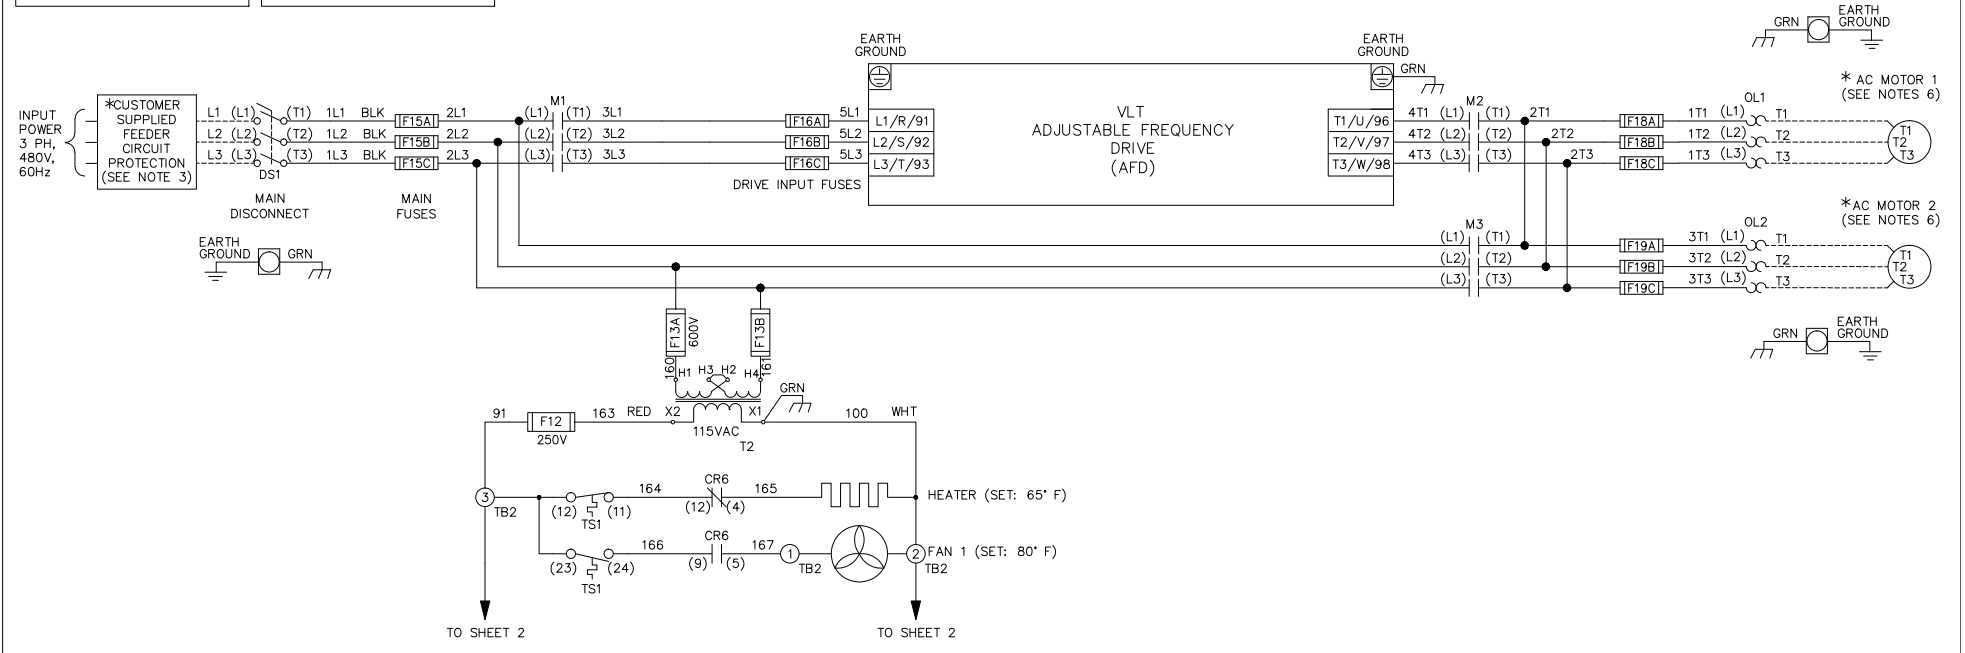 INPUT
POWER
3 PH,
480V,
60Hz
*CUSTOMER
SUPPLIED
FEEDER
CIRCUIT
PROTECTION
(SEE NOTE 3)
L1 (L1) (T1) 1L1 BLK F15A 2L1
L2 (L2) (T2) 1L2 BLK F15B 2L2
L3 (L3) (T3) 1L3 BLK F15C 2L3
DS1
MAIN
DISCONNECT
MAIN
FUSES
EARTH
GROUND GRN
M1
(L1) (T1) 3L1 F16A 5L1
(L2) (T2) 3L2 F16B 5L2
(L3) (T3) 3L3 F16C 5L3
DRIVE INPUT FUSES
EARTH
GROUND
L1/R/91
L2/S/92
L3/T/93
VLT
ADJUSTABLE FREQUENCY
DRIVE
(AFD)
EARTH
GROUND
GRN
T1/U/96
T2/V/97
T3/W/98
M2
4T1 (L1) (T1) 2T1 F18A 1T1 (L1) T1
4T2 (L2) (T2) 2T2 F18B 1T2 (L2) T2
4T3 (L3) (T3) 2T3 F18C 1T3 (L3) T3
OL1
T1
T2
T3
GRN EARTH
GROUND
* AC MOTOR 1
(SEE NOTES 6)
*AC MOTOR 2
(SEE NOTES 6)
M3
OL2
(L1) (T1) F19A 3T1 (L1) T1
(L2) (T2) F19B 3T2 (L2) T2
(L3) (T3) F19C 3T3 (L3) T3
T1
T2
T3
GRN EARTH
GROUND
F13A
600V
F13B
160
161
H1 H3 H2 H4
GRN
91 F12 163 RED X2 X1 100 WHT
250V
115VAC
T2
3
TB2
(12) TS1 (11) 164 CR6 (12) (4) 165
HEATER (SET: 65° F)
(23) TS1 (24) 166 CR6 (9) (5) 167 1 TB2
2 FAN 1 (SET: 80° F)
TB2
TO SHEET 2
TO SHEET 2